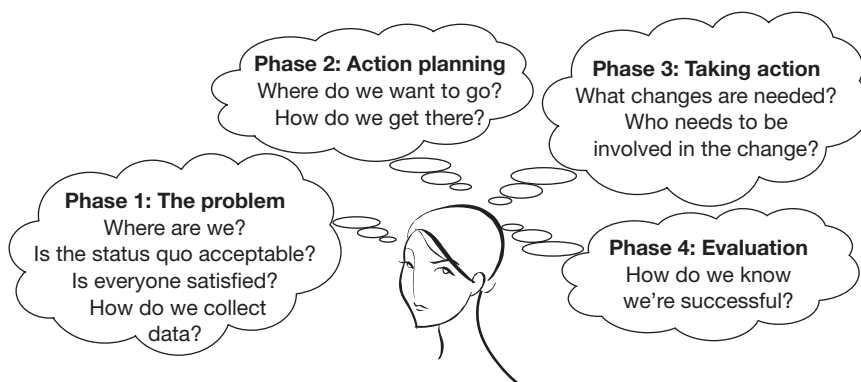 Phase 1: The problem
Where are we?
Is the status quo acceptable?
Is everyone satisfied?
How do we collect
data?
Phase 2: Action planning
Where do we want to go?
How do we get there?
Phase 3: Taking action
What changes are needed?
Who needs to be
involved in the change?
Phase 4: Evaluation
How do we know
we're successful?